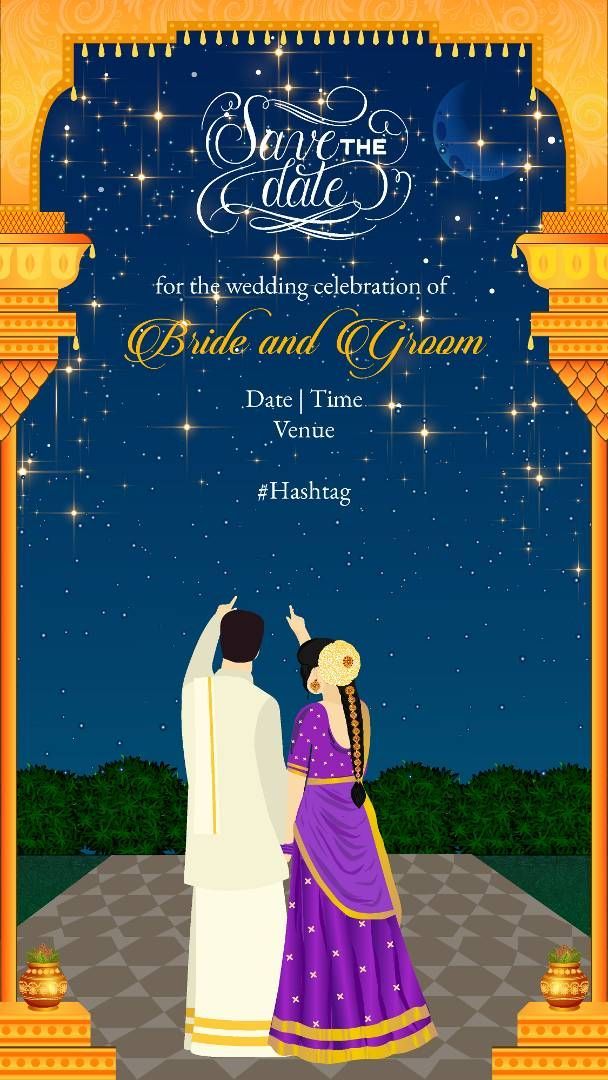 Save THE
date
for the wedding celebration of
Bride and Groom
Date | Time
Venue
#Hashtag